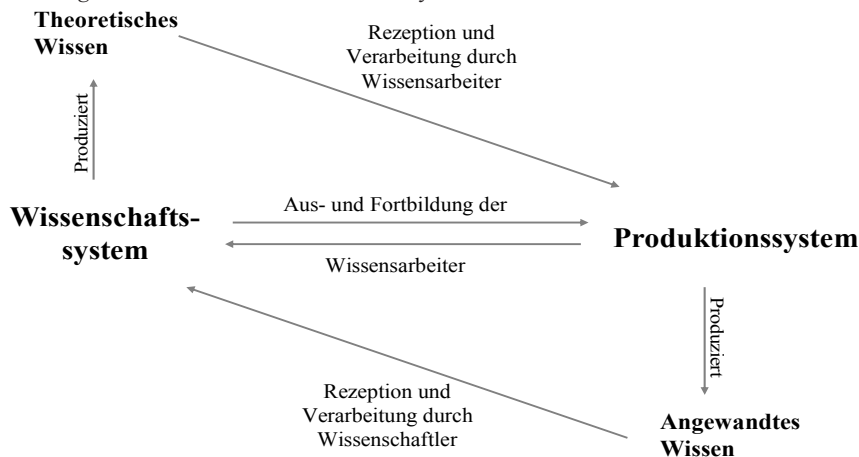 Theoretisches
Wissen
Rezeption und
Verarbeitung durch
Wissensarbeiter
Produziert
Wissenschafts-
system
Aus- und Fortbildung der
Wissensarbeiter
Produktionssystem
Produziert
Rezeption und
Verarbeitung durch
Wissenschaftler
Angewandtes
Wissen